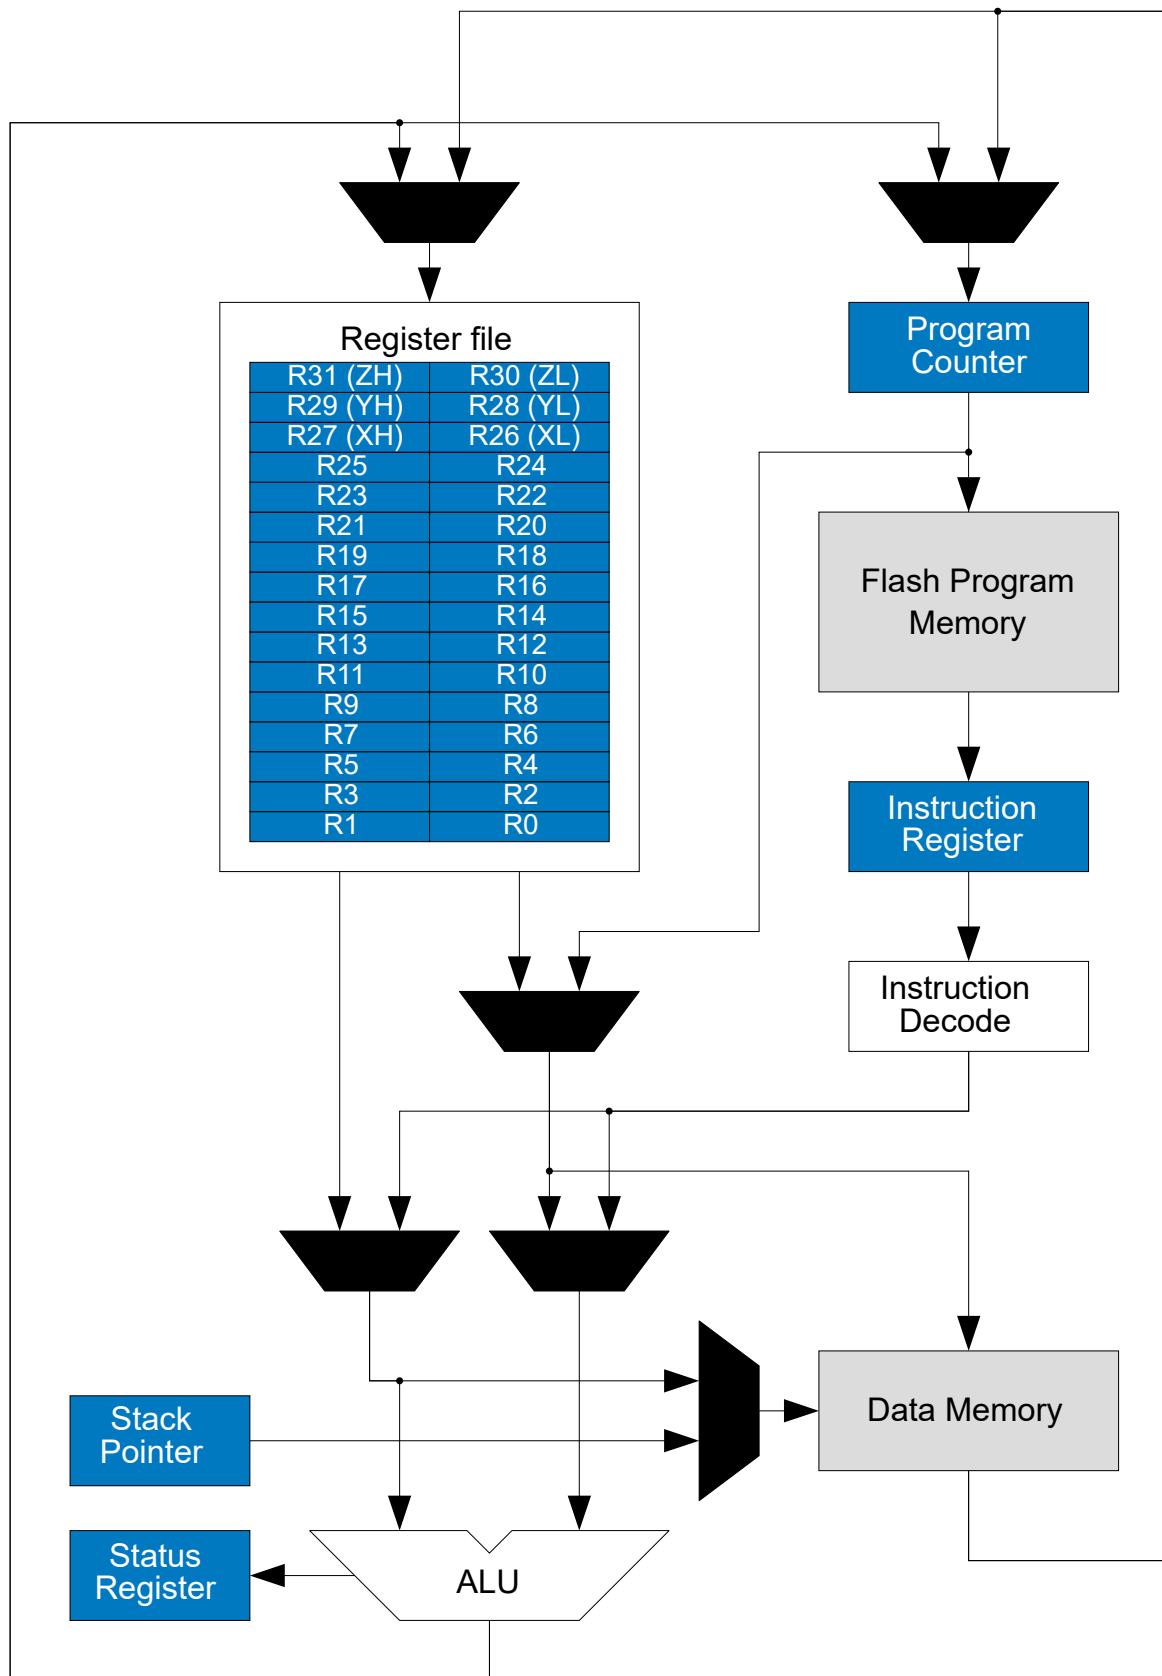 Register file
R31 (ZH) R30 (ZL)
R29 (YH) R28 (YL)
R27 (XH) R26 (XL)
R25 R24
R23 R22
R21 R20
R19 R18
R17 R16
R15 R14
R13 R12
R11 R10
R9 R8
R7 R6
R5 R4
R3 R2
R1 R0
Program
Counter
Flash Program
Memory
Instruction
Register
Instruction
Decode
Stack
Pointer
Data Memory
Status
Register
ALU